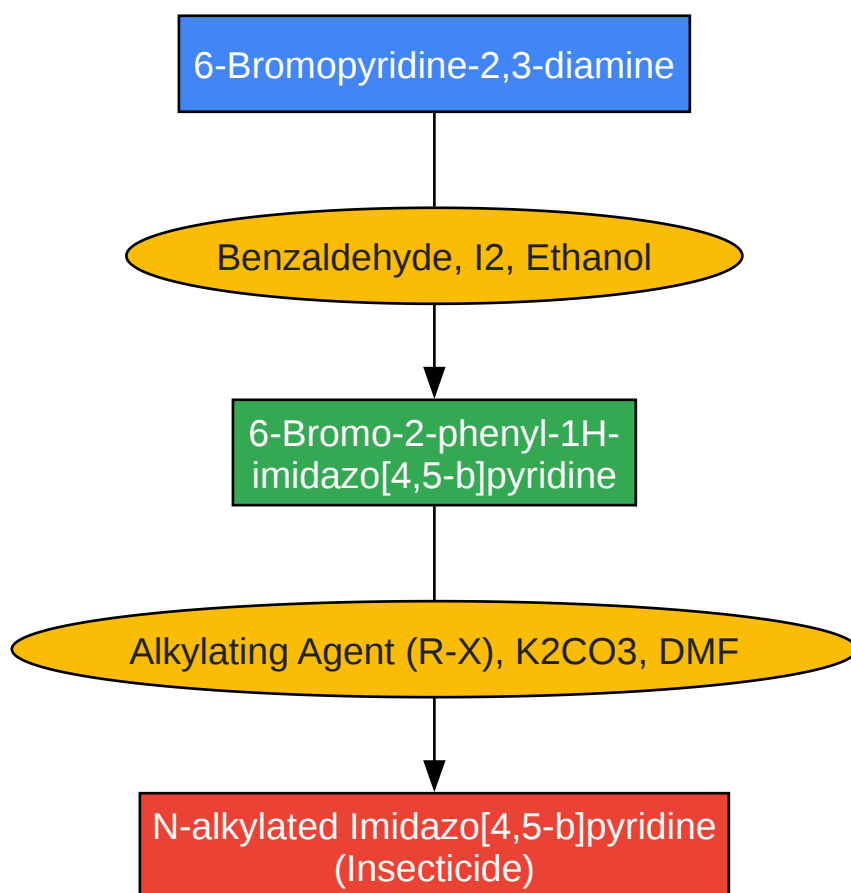 6-Bromopyridine-2,3-diamine
Benzaldehyde, I2, Ethanol
6-Bromo-2-phenyl-1H-
imidazo[4,5-b]pyridine
Alkylating Agent (R-X), K2CO3, DMF
N-alkylated Imidazo[4,5-b]pyridine
(Insecticide)